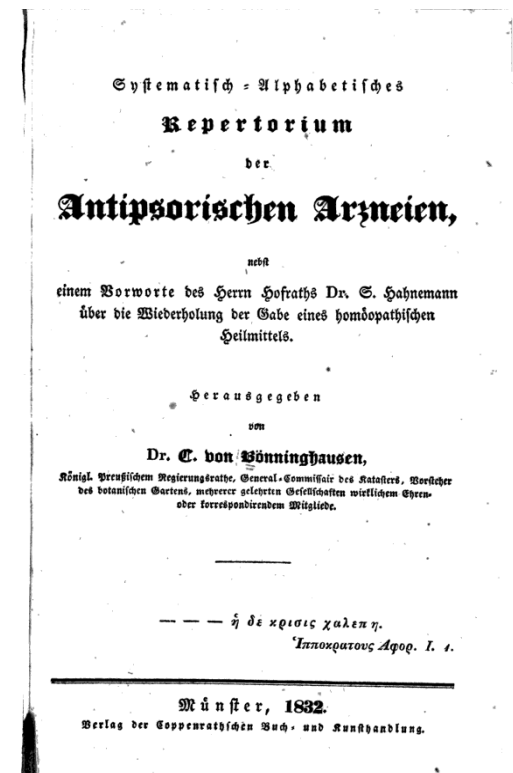 Systematisch-Alphabetisches
Repertorium
der
Antipsorischen Arzneien,
nebst
einem Vorworte des Herrn Hofraths Dr. S. Hahnemann
über die Wiederholung der Gabe eines homöopathischen
Heilmittels.
Herausgegeben
von
Dr. C. von Bönninghausen,
Königl. Preußischem Regierungsrathe, General-Commissair des Katasters, Vorsteher
des botanischen Gartens, mehrerer gelehrten Gesellschaften wirklichem Ehren-
oder korrespondirendem Mitgliede.
— — — ἡ δε κρισις χαλεπη.
Ἱπποκρατους Αφορ. I. 1.
Münster, 1832.
Verlag der Coppenrathschen Buch- und Kunsthandlung.